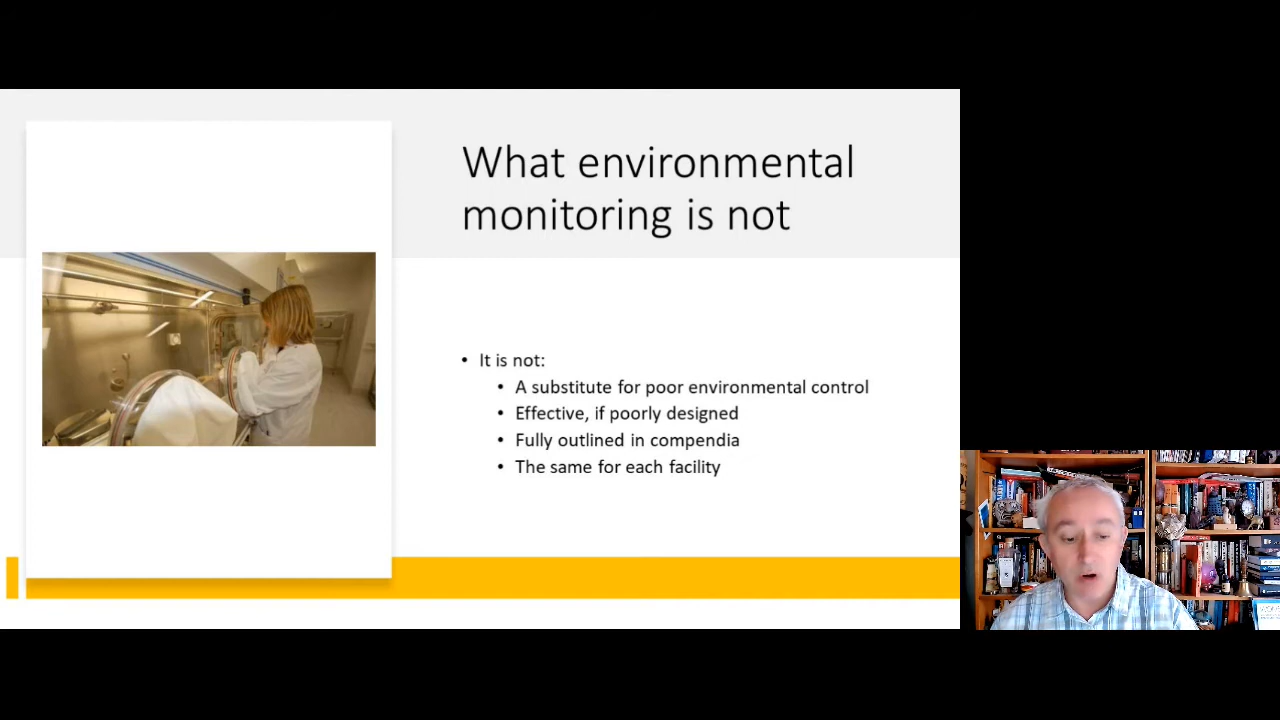 What environmental
monitoring is not
• It is not:
• A substitute for poor environmental control
• Effective, if poorly designed
• Fully outlined in compendia
• The same for each facility